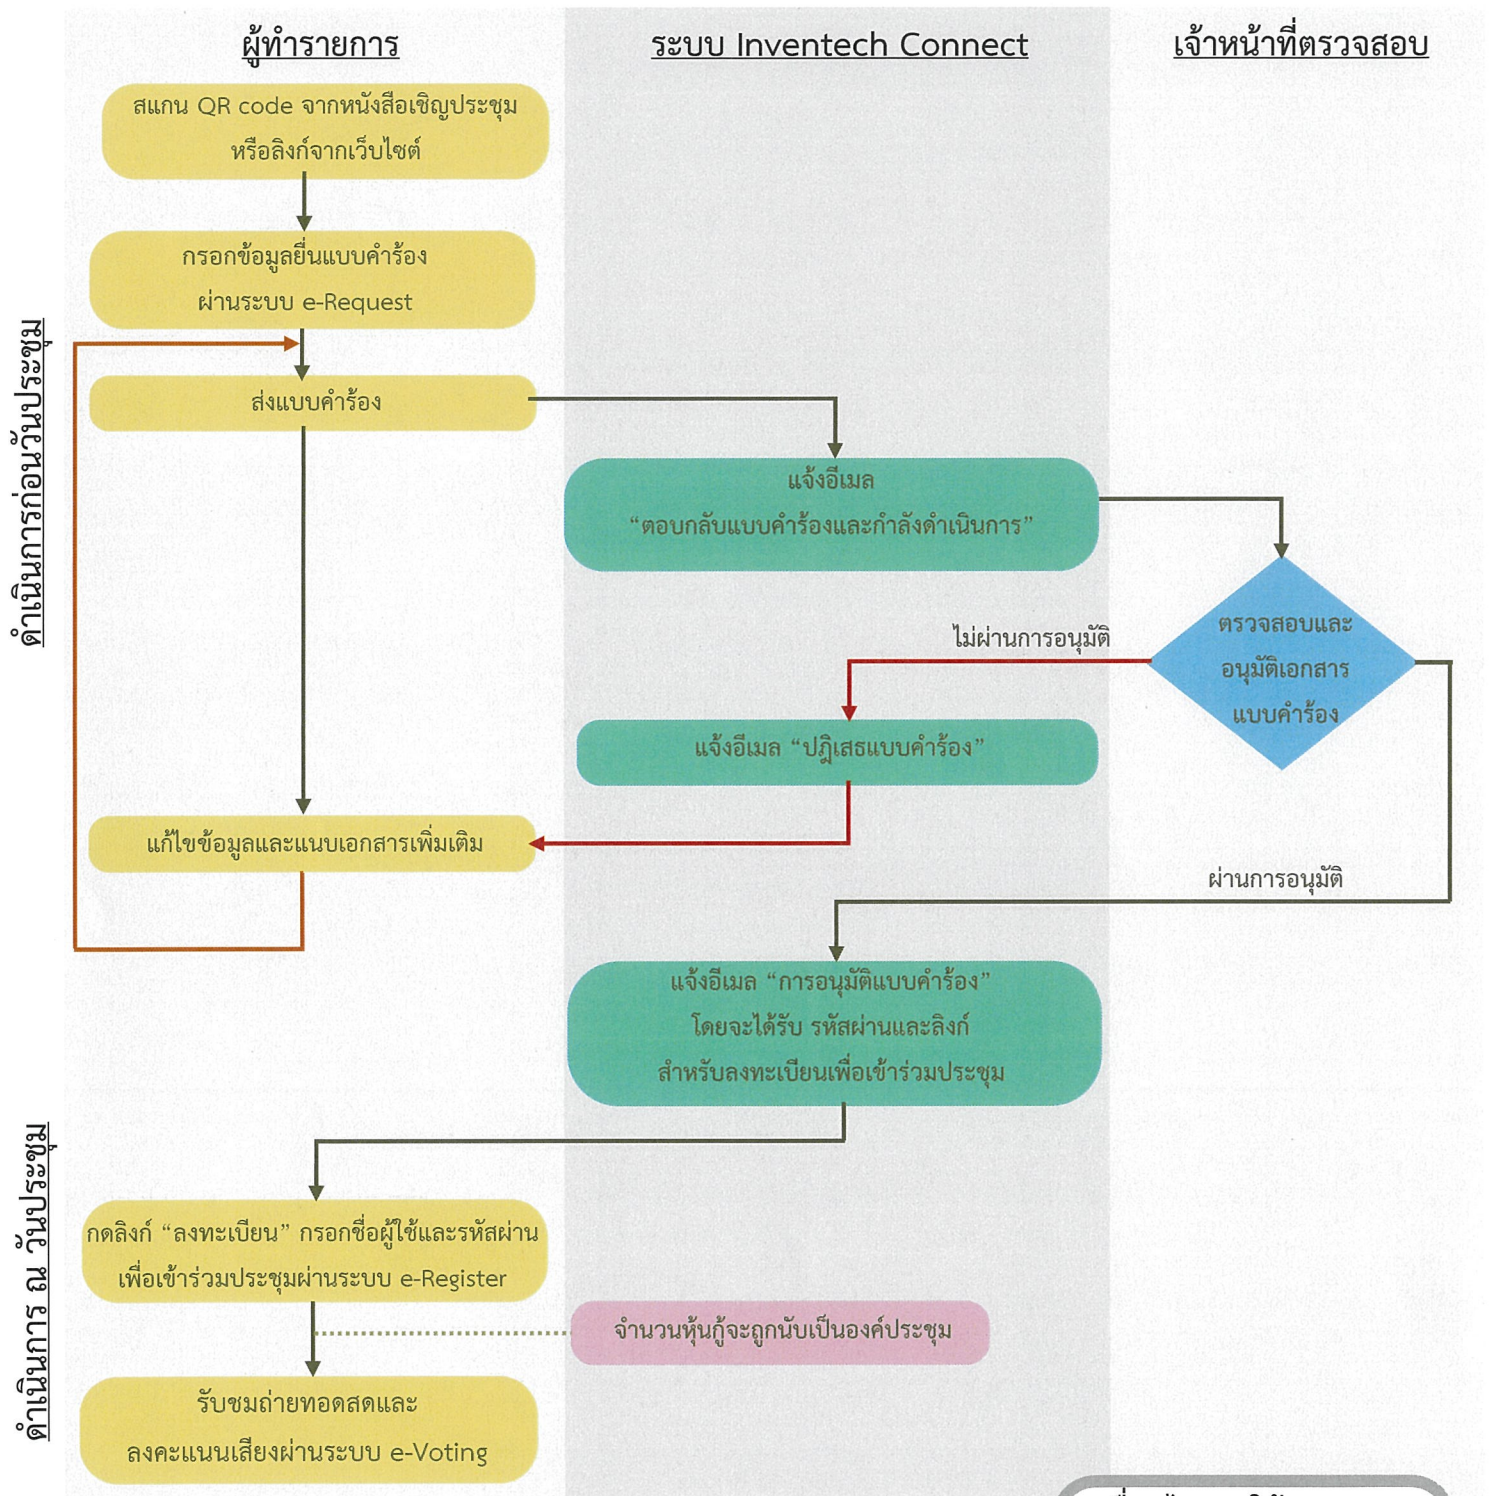 ผู้ทำรายการ
ระบบ Inventech Connect
เจ้าหน้าที่ตรวจสอบ
ดำเนินการก่อนวันประชุม
สแกน QR code จากหนังสือเชิญประชุม
หรือลิงก์จากเว็บไซต์
กรอกข้อมูลยื่นแบบคำร้อง
ผ่านระบบ e-Request
ส่งแบบคำร้อง
แจ้งอีเมล
“ตอบกลับแบบคำร้องและกำลังดำเนินการ”
ตรวจสอบและ
อนุมัติเอกสาร
แบบคำร้อง
ไม่ผ่านการอนุมัติ
แจ้งอีเมล “ปฎิเสธแบบคำร้อง”
แก้ไขข้อมูลและแนบเอกสารเพิ่มเติม
ผ่านการอนุมัติ
แจ้งอีเมล “การอนุมัติแบบคำร้อง”
โดยจะได้รับ รหัสผ่านและลิงก์
สำหรับลงทะเบียนเพื่อเข้าร่วมประชุม
ดำเนินการ ณ วันประชุม
กดลิงก์ “ลงทะเบียน” กรอกชื่อผู้ใช้และรหัสผ่าน
เพื่อเข้าร่วมประชุมผ่านระบบ e-Register
จำนวนหุ้นกู้จะถูกนับเป็นองค์ประชุม
รับชมถ่ายทอดสดและ
ลงคะแนนเสียงผ่านระบบ e-Voting